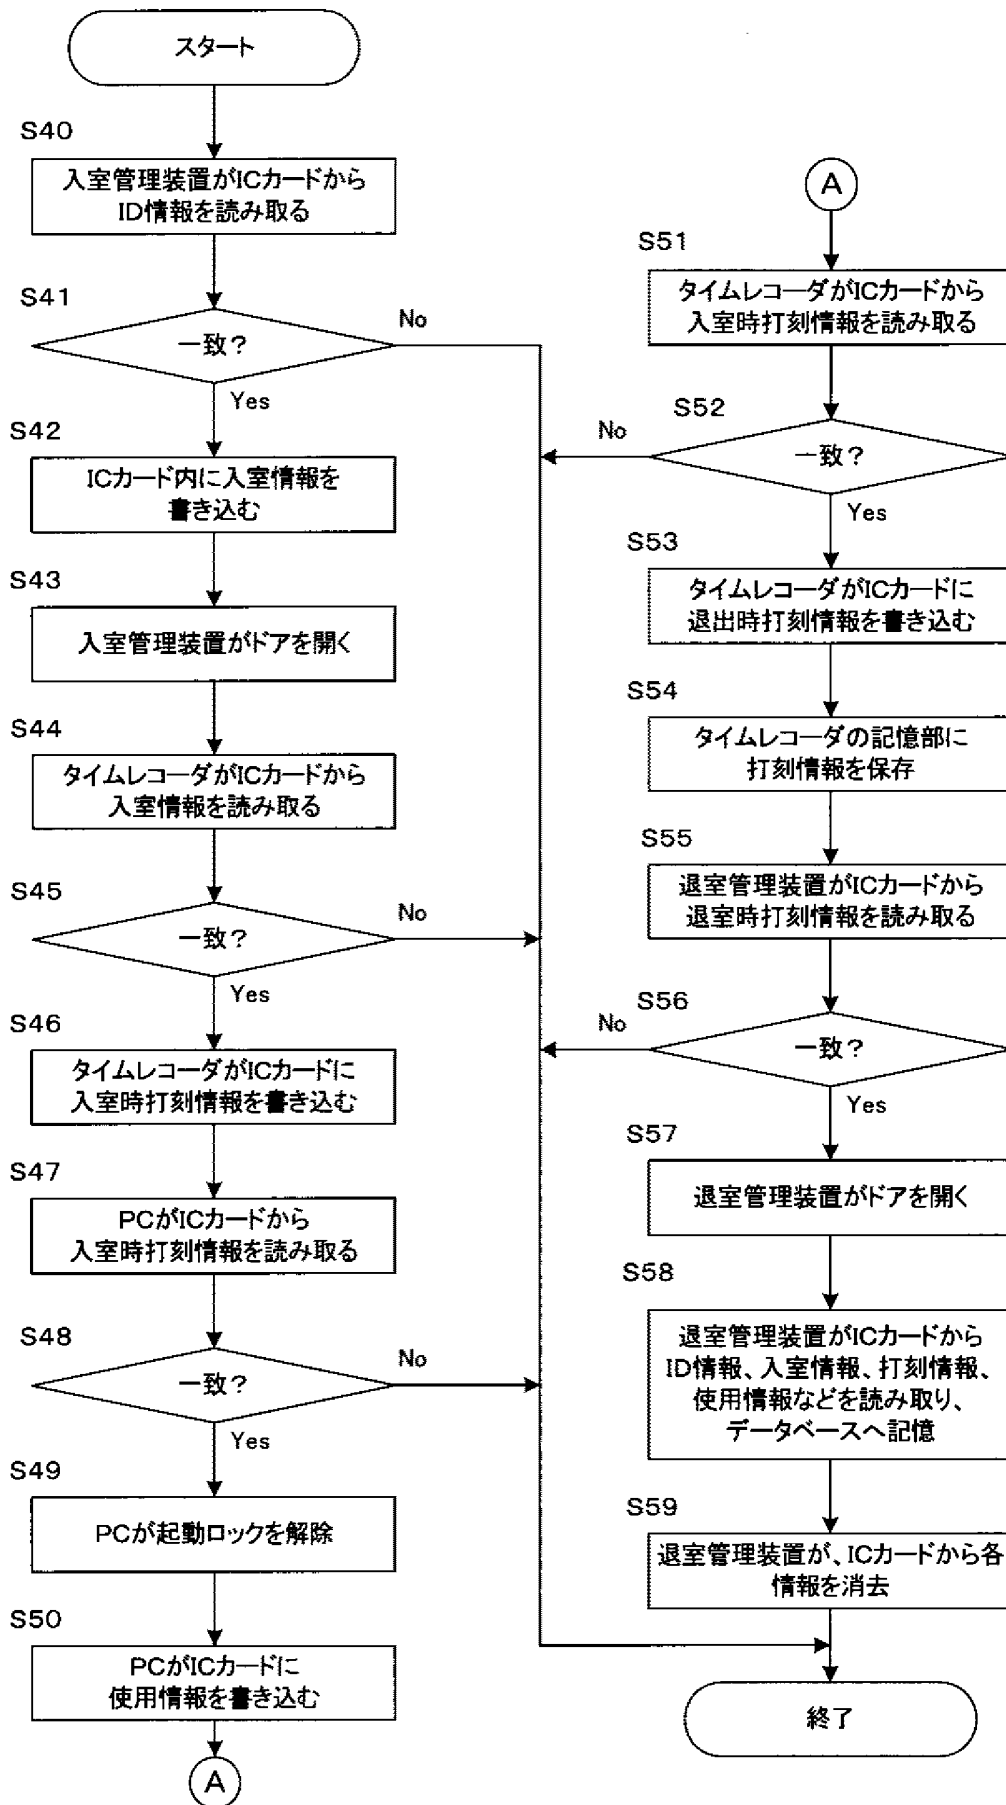 スタート
S40
入室管理装置がICカードから
ID情報を読み取る
S41
一致？
No
Yes
S42
ICカード内に入室情報を
書き込む
S43
入室管理装置がドアを開く
S44
タイムレコーダがICカードから
入室情報を読み取る
S45
一致？
No
Yes
S46
タイムレコーダがICカードに
入室時打刻情報を書き込む
S47
PCがICカードから
入室時打刻情報を読み取る
S48
一致？
No
Yes
S49
PCが起動ロックを解除
S50
PCがICカードに
使用情報を書き込む
A
A
S51
タイムレコーダがICカードから
入室時打刻情報を読み取る
S52
No
一致？
Yes
S53
タイムレコーダがICカードに
退出時打刻情報を書き込む
S54
タイムレコーダの記憶部に
打刻情報を保存
S55
退室管理装置がICカードから
退室時打刻情報を読み取る
S56
No
一致？
Yes
S57
退室管理装置がドアを開く
S58
退室管理装置がICカードから
ID情報、入室情報、打刻情報、
使用情報などを読み取り、
データベースへ記憶
S59
退室管理装置が、ICカードから各
情報を消去
終了